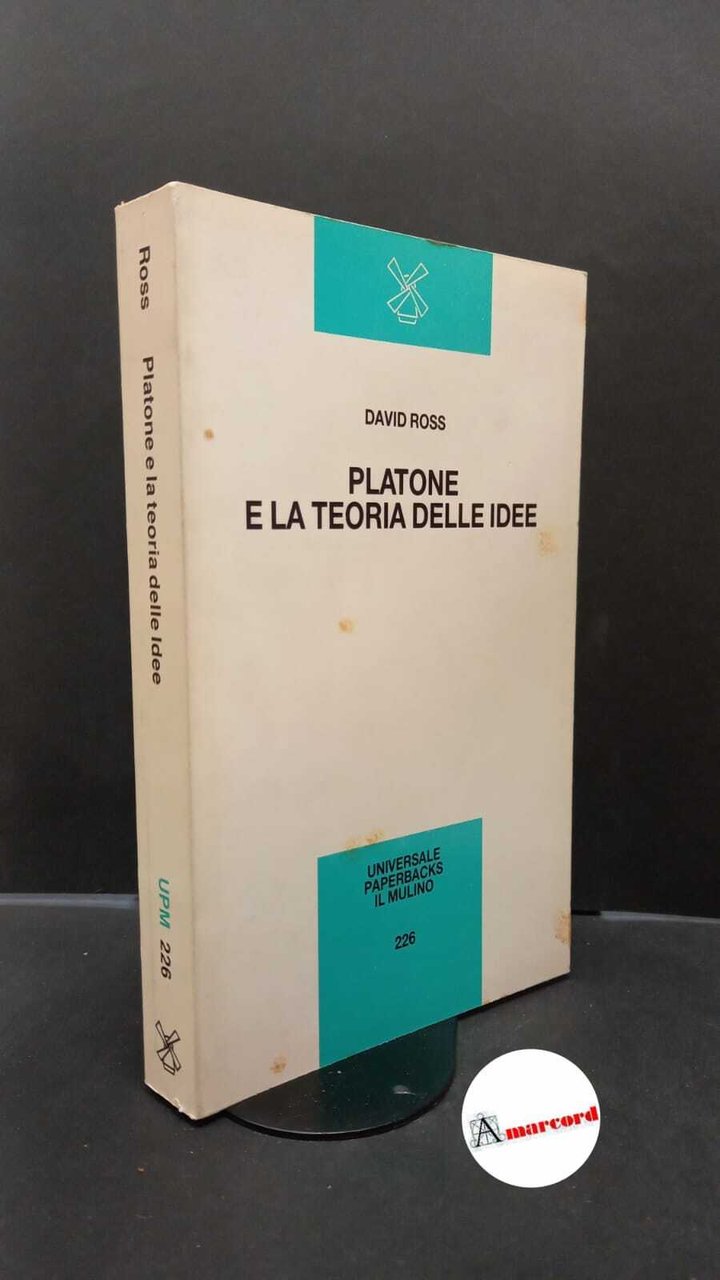 Ross Platone e la teoria delle Idee UPM 226
DAVID ROSS
PLATONE
E LA TEORIA DELLE IDEE
UNIVERSALE
PAPERBACKS
IL MULINO
226
Amarcord